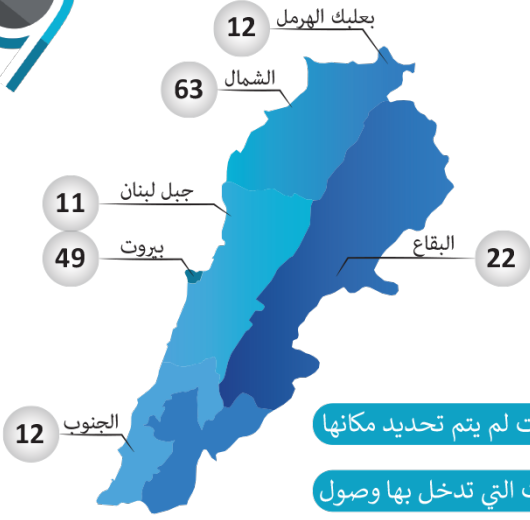 بعلبك الهرمل
12
الشمال
63
جبل لبنان
11
بيروت
49
البقاع
22
الجنوب
12
لم يتم تحديد مكانها
التي تدخل بها وصول